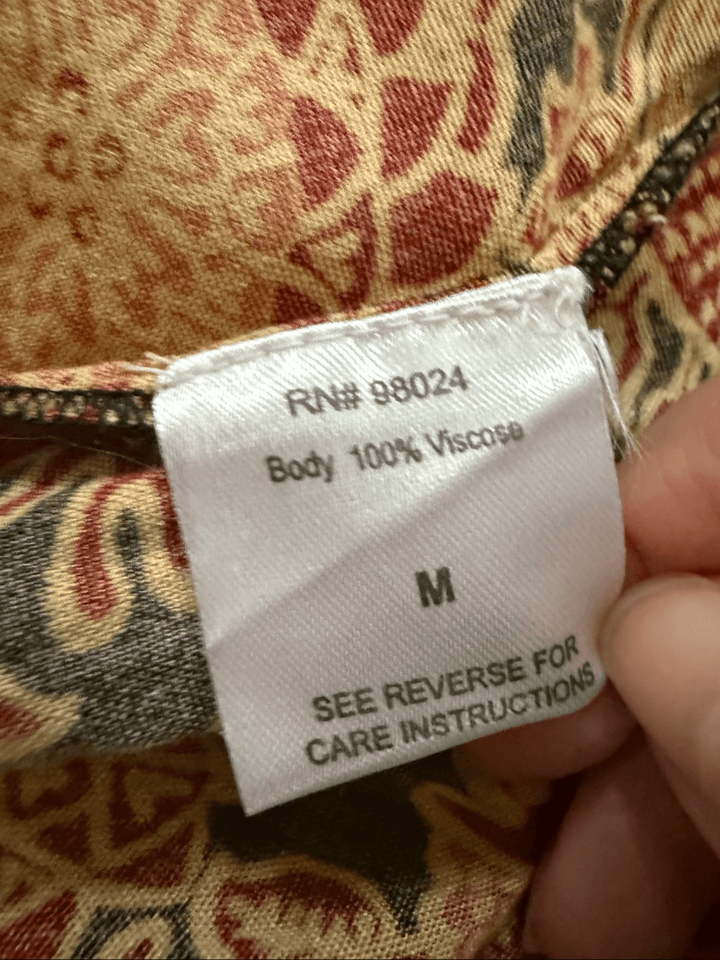 RN# 98024
Body 100% Viscose
M
SEE REVERSE FOR
CARE INSTRUCTIONS